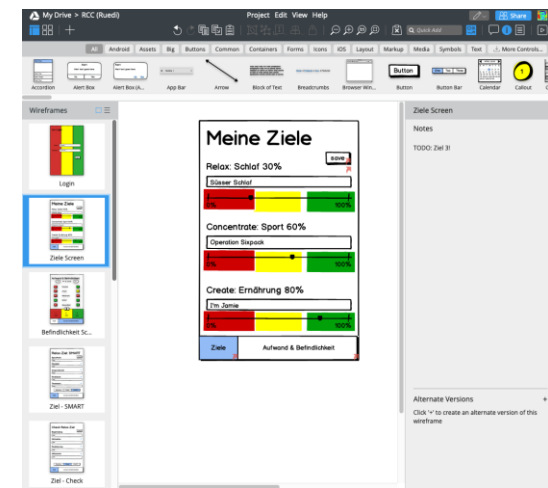 My Drive > RCC (Ruedi)
Project Edit View Help
Share
Quick Add
All Android Assets Big Buttons Common Containers Forms Icons iOS Layout Markup Media Symbols Text More Controls...
Button
1
Accordion Alert Box Alert Box (A... App Bar Arrow Block of Text Breadcrumbs Browser Win... Button Button Bar Calendar Callout
Wireframes
Login
Meine Ziele
Ziele Screen
Befindlichkeit Sc...
Ziel - SMART
Ziel - Check
Meine Ziele
save
Relax: Schlaf 30%
Süsser Schlaf
0% 100%
Concentrate: Sport 60%
Operation Sixpack
0% 100%
Create: Ernährung 80%
I'm Jamie
0% 100%
Ziele Aufwand & Befindlichkeit
Ziele Screen
Notes
TODO: Ziel 3!
Alternate Versions +
Click '+' to create an alternate version of this
wireframe